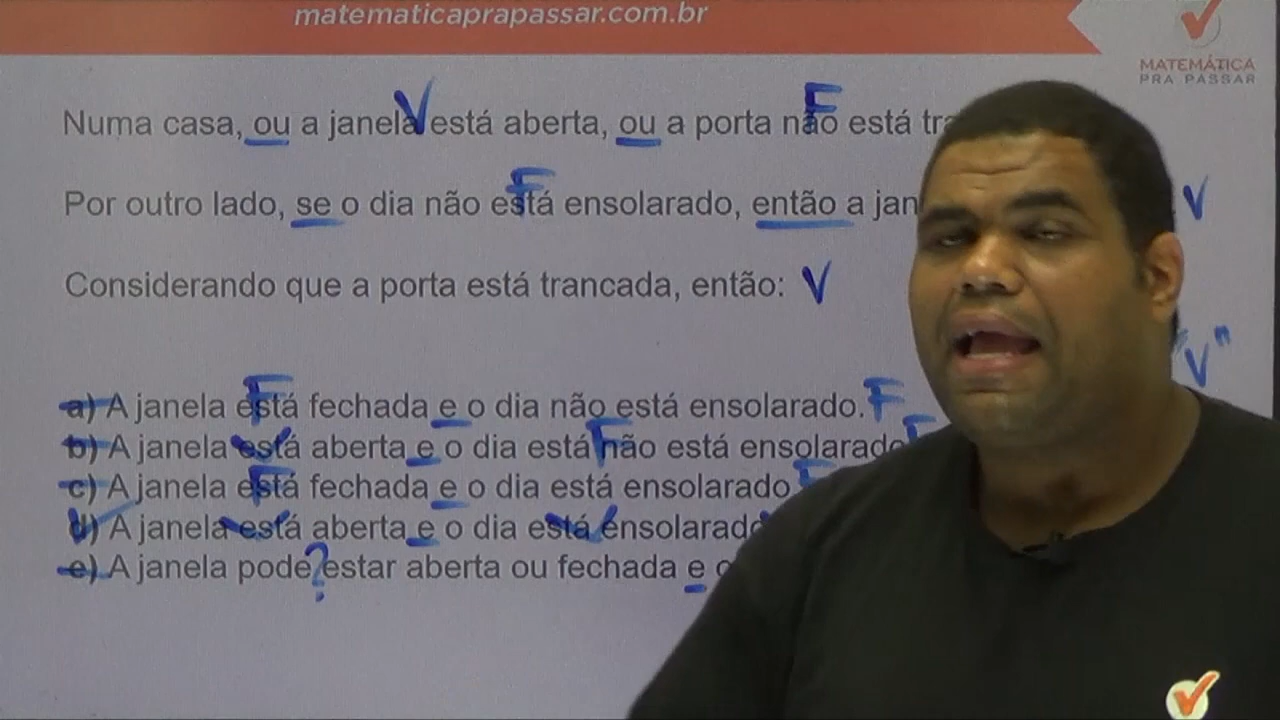 matematicaprapassar.com.br
MATEMÁTICA
PRA PASSAR
V F
Numa casa, ou a janela está aberta, ou a porta não está
F
Por outro lado, se o dia não está ensolarado, então a V
Considerando que a porta está trancada, então: V
"V"
a) A janela está fechada e o dia não está ensolarado. F
F
b) A janela está aberta e o dia está não está ensolarado F
V F
c) A janela está fechada e o dia está ensolarado F
F
d) A janela está aberta e o dia está ensolarado
V V
e) A janela pode estar aberta ou fechada e
?